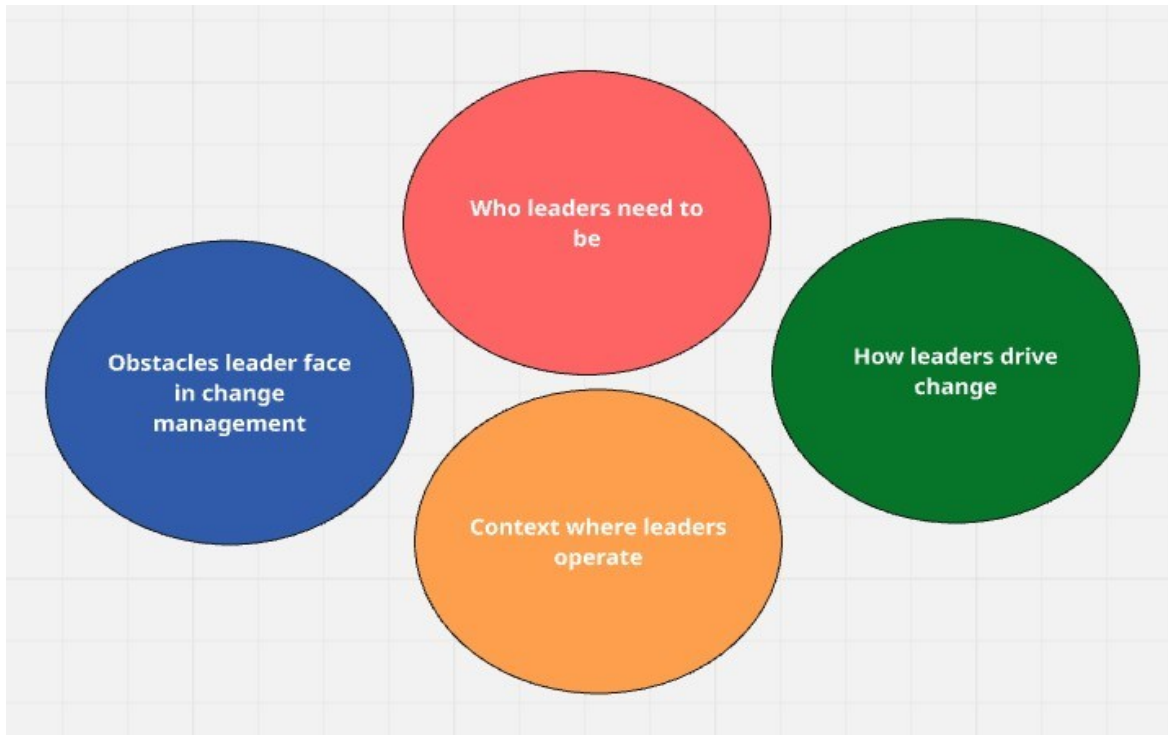 Who leaders need to
be
Obstacles leader face
in change
management
How leaders drive
change
Context where leaders
operate